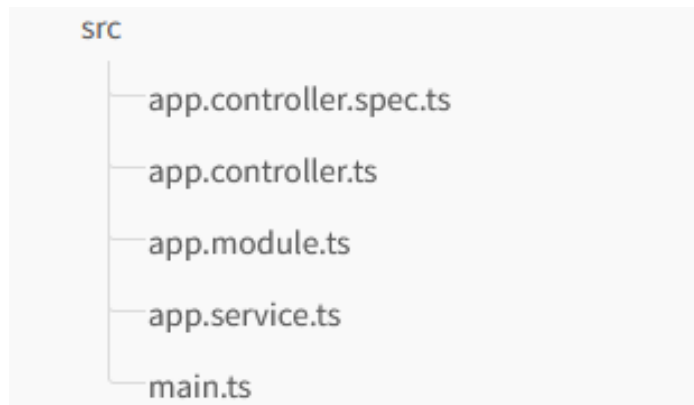 src
app.controller.spec.ts
app.controller.ts
app.module.ts
app.service.ts
main.ts